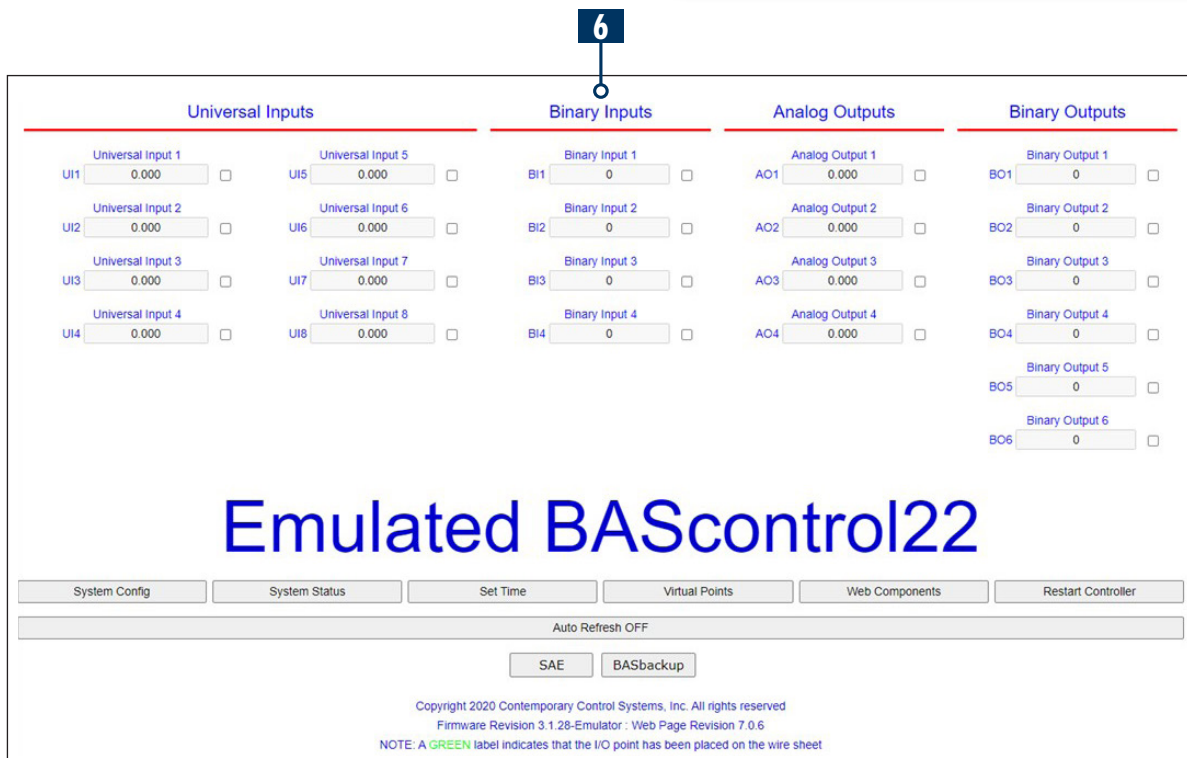 6
Universal Inputs Binary Inputs Analog Outputs Binary Outputs
Universal Input 1 Universal Input 5 Binary Input 1 Analog Output 1 Binary Output 1
UI1 0.000 UI5 0.000 BI1 0 AO1 0.000 BO1 0
Universal Input 2 Universal Input 6 Binary Input 2 Analog Output 2 Binary Output 2
UI2 0.000 UI6 0.000 BI2 0 AO2 0.000 BO2 0
Universal Input 3 Universal Input 7 Binary Input 3 Analog Output 3 Binary Output 3
UI3 0.000 UI7 0.000 BI3 0 AO3 0.000 BO3 0
Universal Input 4 Universal Input 8 Binary Input 4 Analog Output 4 Binary Output 4
UI4 0.000 UI8 0.000 BI4 0 AO4 0.000 BO4 0
Binary Output 5
BO5 0
Binary Output 6
BO6 0
Emulated BAScontrol22
System Config System Status Set Time Virtual Points Web Components Restart Controller
Auto Refresh OFF
SAE BASbackup
Copyright 2020 Contemporary Control Systems, Inc. All rights reserved
Firmware Revision 3.1.28-Emulator : Web Page Revision 7.0.6
NOTE: A GREEN label indicates that the I/O point has been placed on the wire sheet